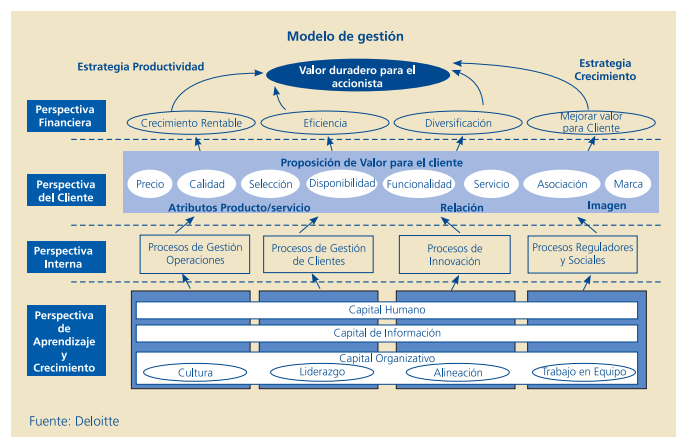 Modelo de gestión
Estrategia Productividad
Valor duradero para el
accionista
Estrategia
Crecimiento
Perspectiva
Financiera
Crecimiento Rentable
Eficiencia
Diversificación
Mejorar valor
para Cliente
Proposición de Valor para el cliente
Perspectiva
del Cliente
Precio
Calidad
Selección
Disponibilidad
Funcionalidad
Servicio
Asociación
Marca
Atributos Producto/servicio
Relación
Imagen
Perspectiva
Interna
Procesos de Gestión
Operaciones
Procesos de Gestión
de Clientes
Procesos de
Innovación
Procesos Reguladores
y Sociales
Perspectiva
de
Aprendizaje
y
Crecimiento
Capital Humano
Capital de Información
Capital Organizativo
Cultura
Liderazgo
Alineación
Trabajo en Equipo
Fuente: Deloitte